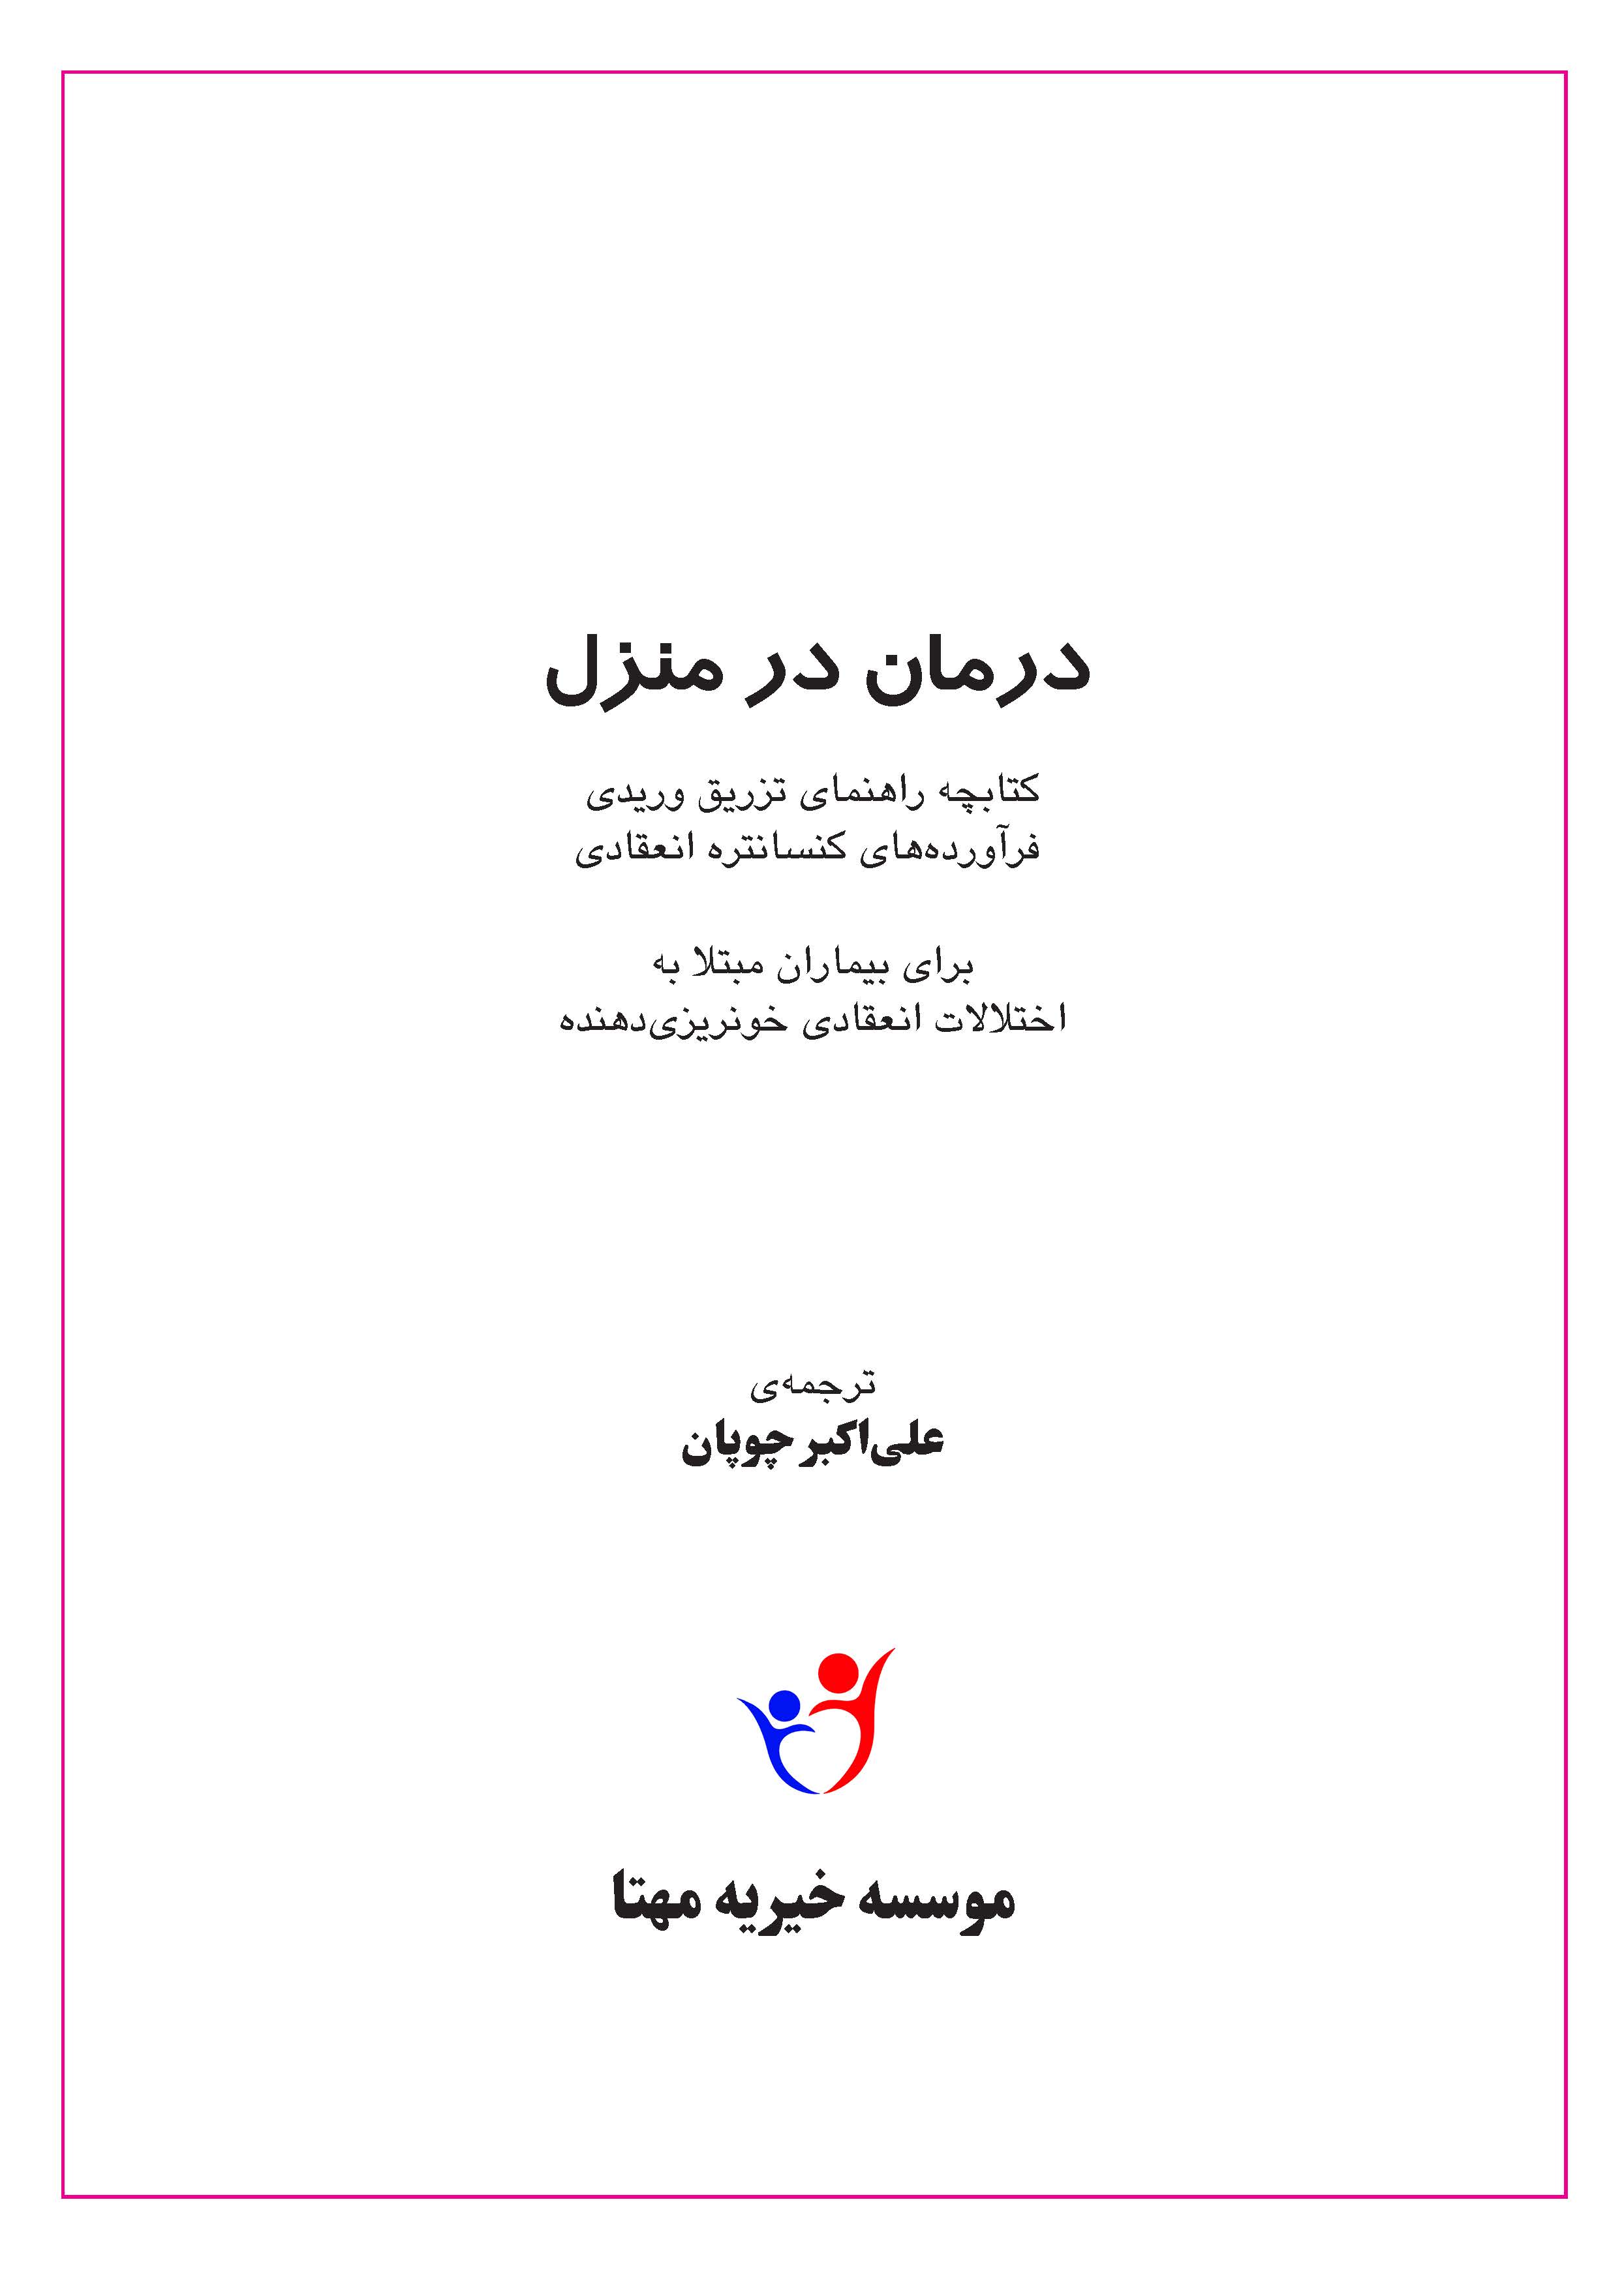 درمان در منزل
کتابچه راهنمای تزریق وریدی
فرآورده‌های کنسانتره انعقادی
برای بیماران مبتلا به
اختلالات انعقادی خونریزی‌دهنده
ترجمه‌ی
علی‌اکبر چوپان
موسسه خیریه مهتا